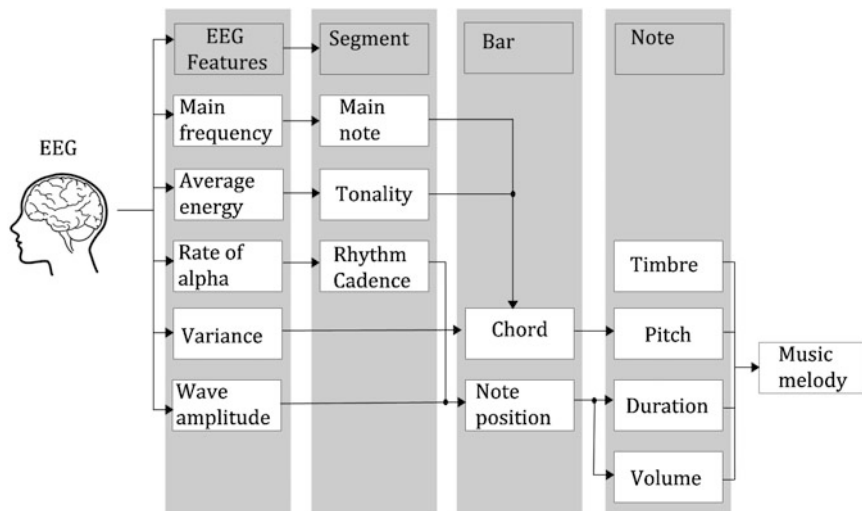 EEG
EEG
Features
Segment
Bar
Note
Main
frequency
Main
note
Average
energy
Tonality
Rate of
alpha
Rhythm
Cadence
Timbre
Variance
Chord
Pitch
Music
melody
Wave
amplitude
Note
position
Duration
Volume